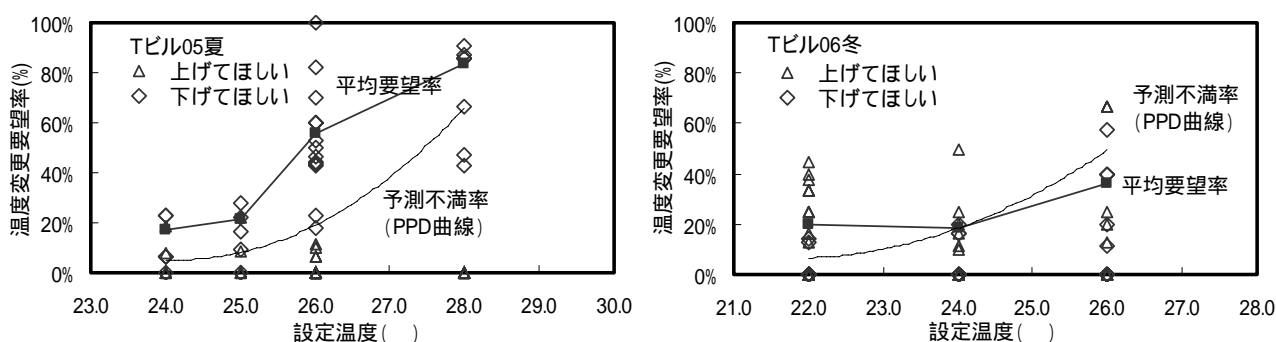 温度変更要望率(%)
100%
80%
60%
40%
20%
0%
Tビル05夏
上げてほしい
下げてほしい
平均要望率
予測不満率
(PPD曲線)
23.0 24.0 25.0 26.0 27.0 28.0 29.0 30.0
設定温度( )
温度変更要望率(%)
100%
80%
60%
40%
20%
0%
Tビル06冬
上げてほしい
下げてほしい
予測不満率
(PPD曲線)
平均要望率
21.0 22.0 23.0 24.0 25.0 26.0 27.0 28.0
設定温度( )